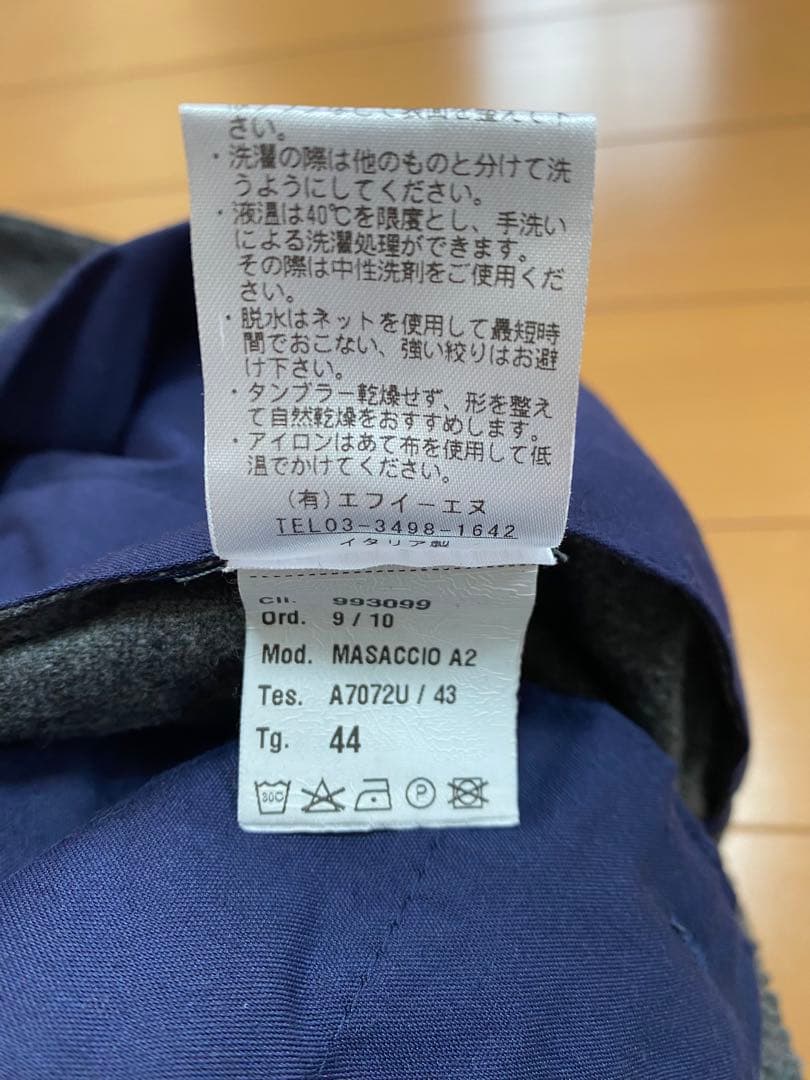 さい。
・洗濯の際は他のものと分けて洗
うようにしてください。
・液温は40℃を限度とし、手洗い
による洗濯処理ができます。
その際は中性洗剤をご使用くだ
さい。
・脱水はネットを使用して最短時
間でおこない、強い絞りはお避
け下さい。
・タンブラー乾燥せず、形を整え
て自然乾燥をおすすめします。
・アイロンはあて布を使用して低
温でかけてください。
(有)エフイーエヌ
TEL03-3498-1642
イタリア製
Cli. 993099
Ord. 9 / 10
Mod. MASACCIO A2
Tes. A7072U / 43
Tg. 44
30C P